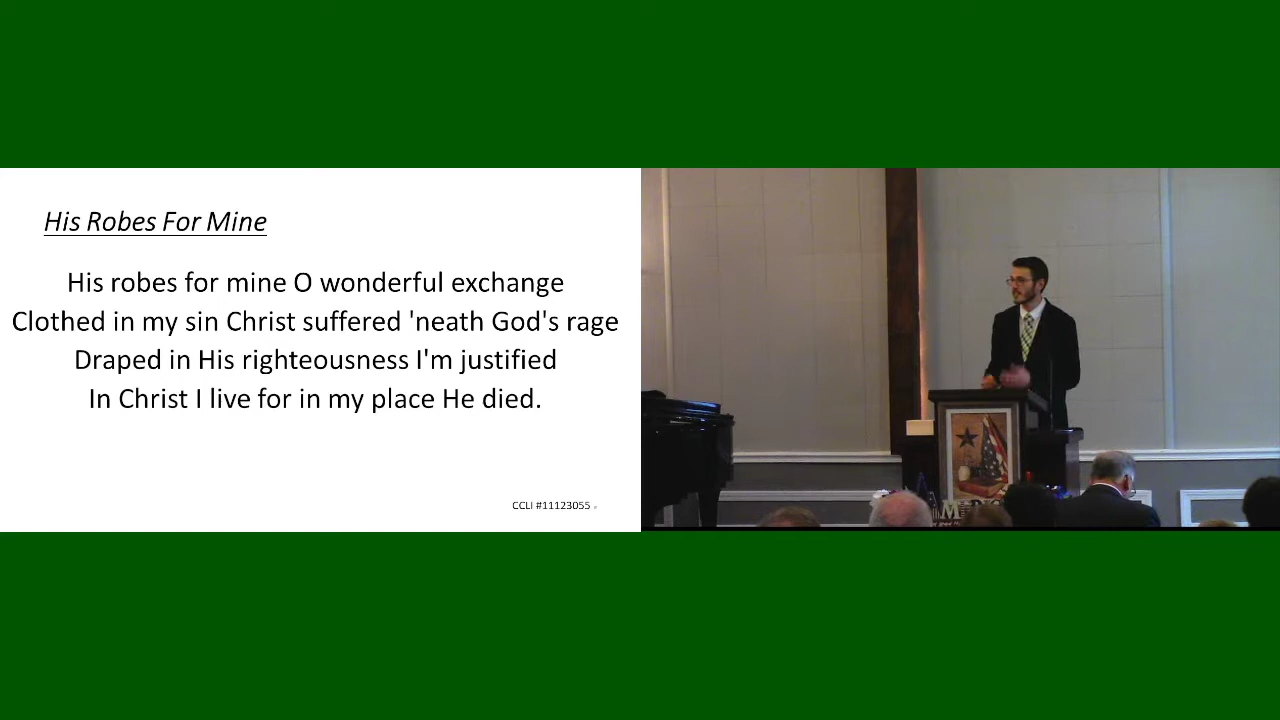 His Robes For Mine
His robes for mine O wonderful exchange
Clothed in my sin Christ suffered 'neath God's rage
Draped in His righteousness I'm justified
In Christ I live for in my place He died.
CCLI #11123055